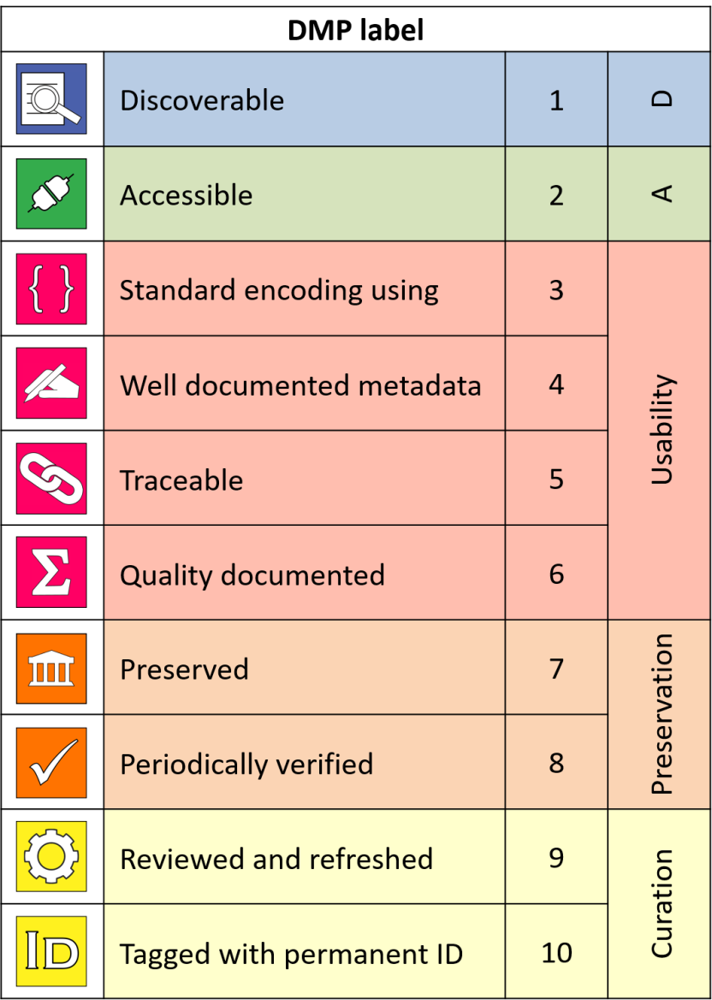 DMP label
Discoverable 1 D
Accessible 2 A
{ } Standard encoding using 3
Well documented metadata 4
Usability
Traceable 5
Σ Quality documented 6
Preserved 7
Preservation
Periodically verified 8
Reviewed and refreshed 9
Curation
ID Tagged with permanent ID 10